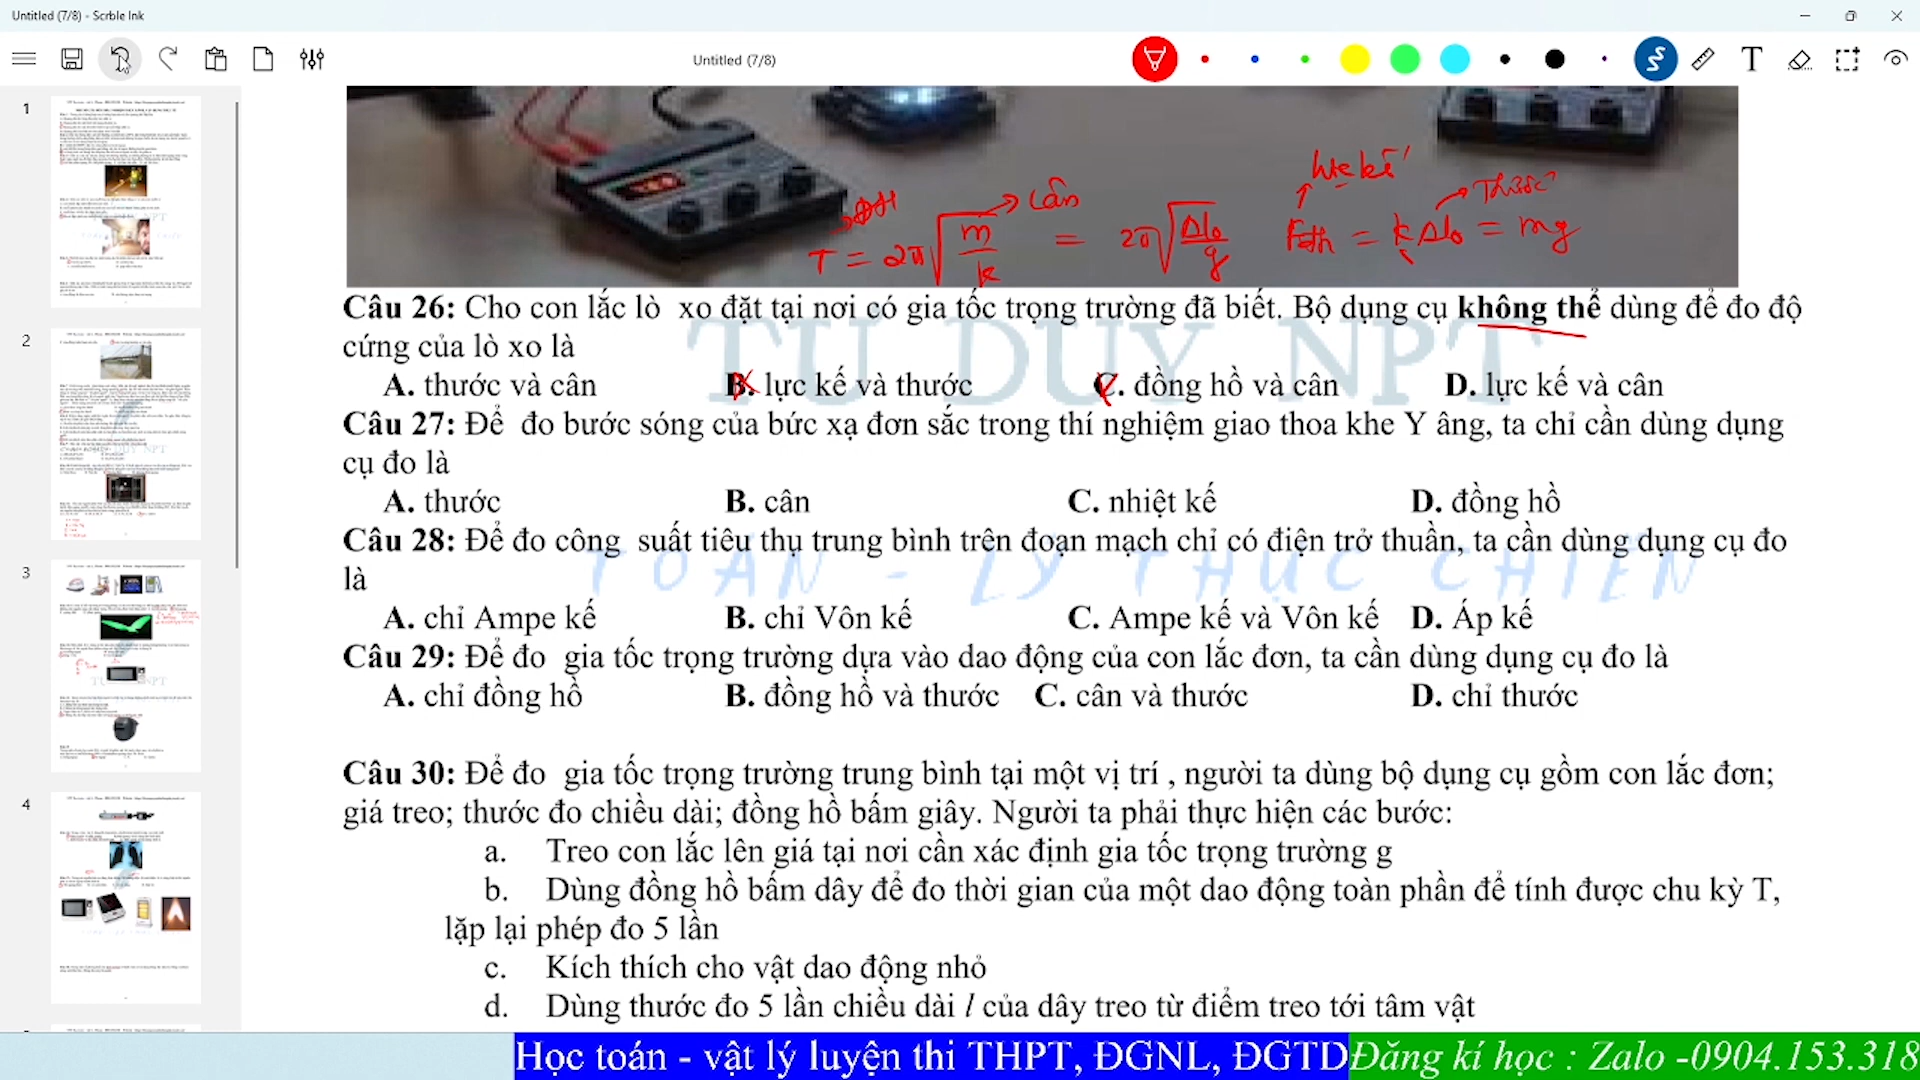 Untitled (7/8) - Scrble Ink
Untitled (7/8)
ĐH
cân
lực kế
Thước
T = 2π√(m/k) = 2π√(Δl₀/g)
Fđh = kΔl₀ = mg
Câu 26: Cho con lắc lò xo đặt tại nơi có gia tốc trọng trường đã biết. Bộ dụng cụ không thể dùng để đo độ
cứng của lò xo là
A. thước và cân B. lực kế và thước C. đồng hồ và cân D. lực kế và cân
Câu 27: Để đo bước sóng của bức xạ đơn sắc trong thí nghiệm giao thoa khe Y âng, ta chỉ cần dùng dụng
cụ đo là
A. thước B. cân C. nhiệt kế D. đồng hồ
Câu 28: Để đo công suất tiêu thụ trung bình trên đoạn mạch chỉ có điện trở thuần, ta cần dùng dụng cụ đo
là
A. chỉ Ampe kế B. chỉ Vôn kế C. Ampe kế và Vôn kế D. Áp kế
Câu 29: Để đo gia tốc trọng trường dựa vào dao động của con lắc đơn, ta cần dùng dụng cụ đo là
A. chỉ đồng hồ B. đồng hồ và thước C. cân và thước D. chỉ thước
Câu 30: Để đo gia tốc trọng trường trung bình tại một vị trí , người ta dùng bộ dụng cụ gồm con lắc đơn;
giá treo; thước đo chiều dài; đồng hồ bấm giây. Người ta phải thực hiện các bước:
a. Treo con lắc lên giá tại nơi cần xác định gia tốc trọng trường g
b. Dùng đồng hồ bấm dây để đo thời gian của một dao động toàn phần để tính được chu kỳ T,
lặp lại phép đo 5 lần
c. Kích thích cho vật dao động nhỏ
d. Dùng thước đo 5 lần chiều dài l của dây treo từ điểm treo tới tâm vật
TƯ DUY NPT
TOÁN - LÝ THỰC CHIẾN
1
2
3
4
Học toán - vật lý luyện thi THPT, ĐGNL, ĐGTD
Đăng kí học : Zalo -0904.153.318